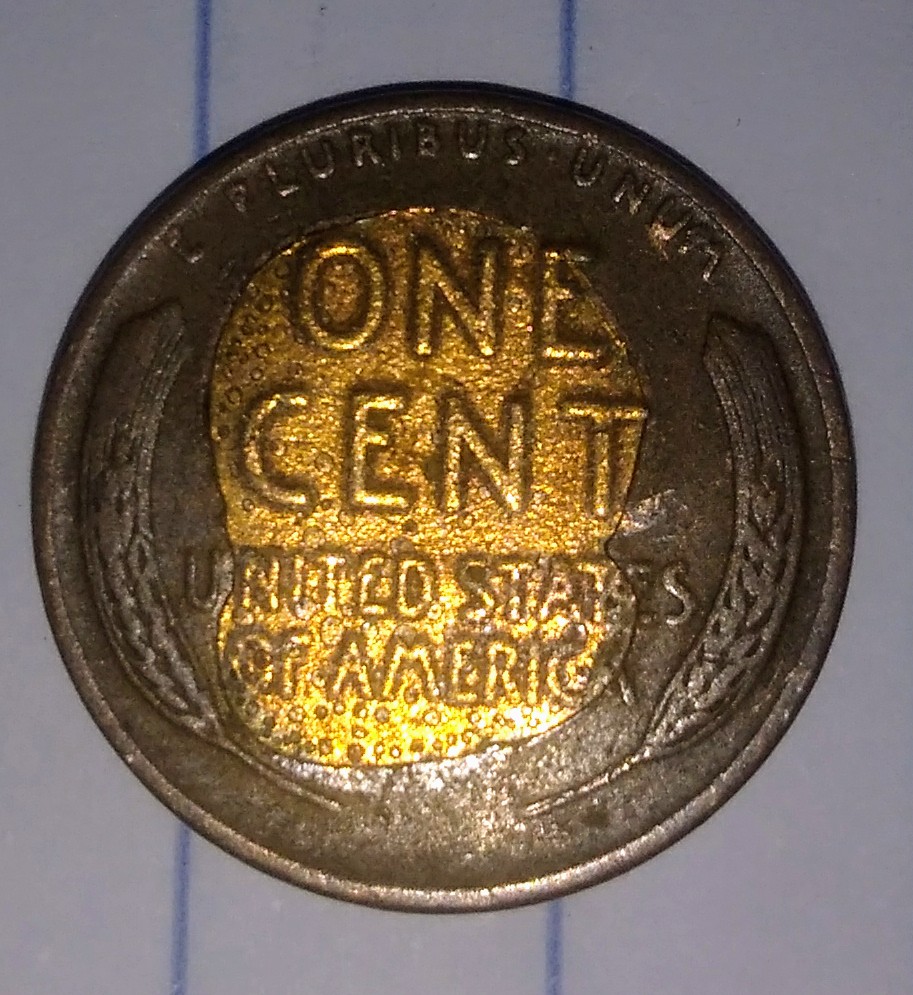 E PLURIBUS · UNUM
ONE
CENT
UNITED STATES
OF AMERICA